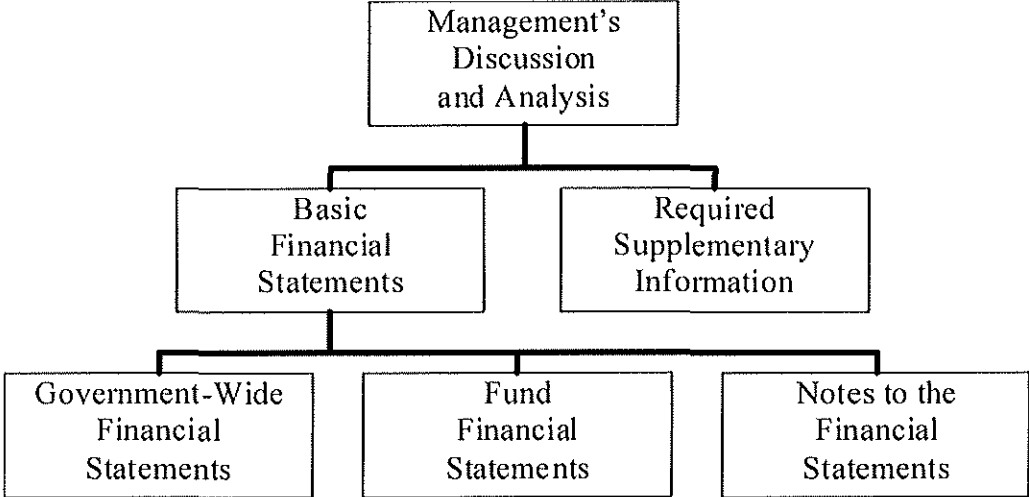 Management's
Discussion
and Analysis
Basic
Financial
Statements
Required
Supplementary
Information
Government-Wide
Financial
Statements
Fund
Financial
Statements
Notes to the
Financial
Statements